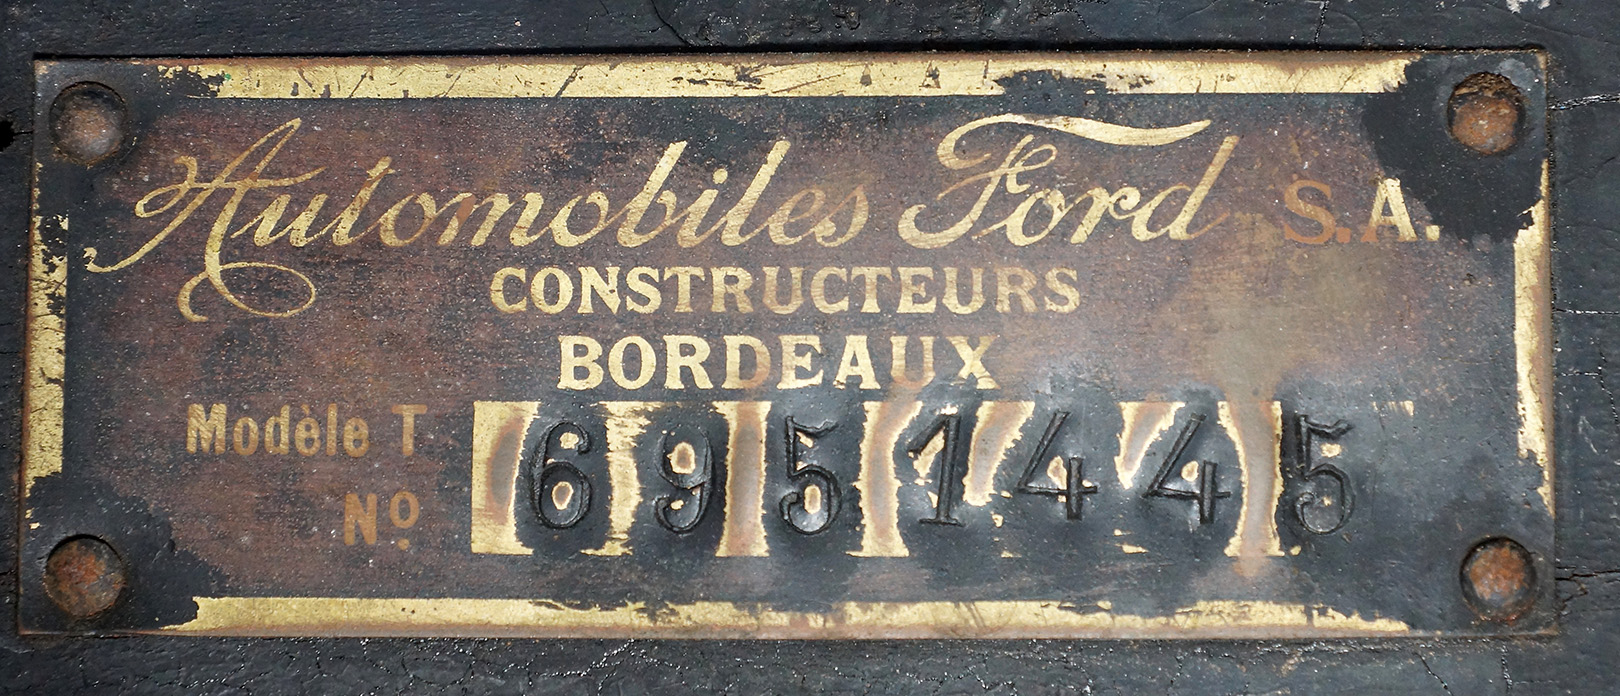 Automobiles Ford S.A.
CONSTRUCTEURS
BORDEAUX
Modèle T
Nº 6951445